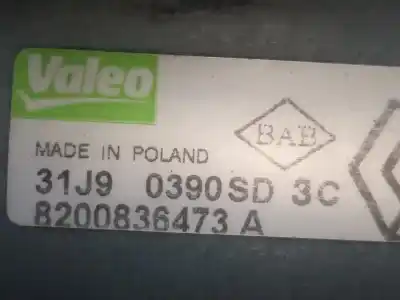 Valeo
BAB
MADE IN POLAND
31J9 0390SD 3C
8200836473 A